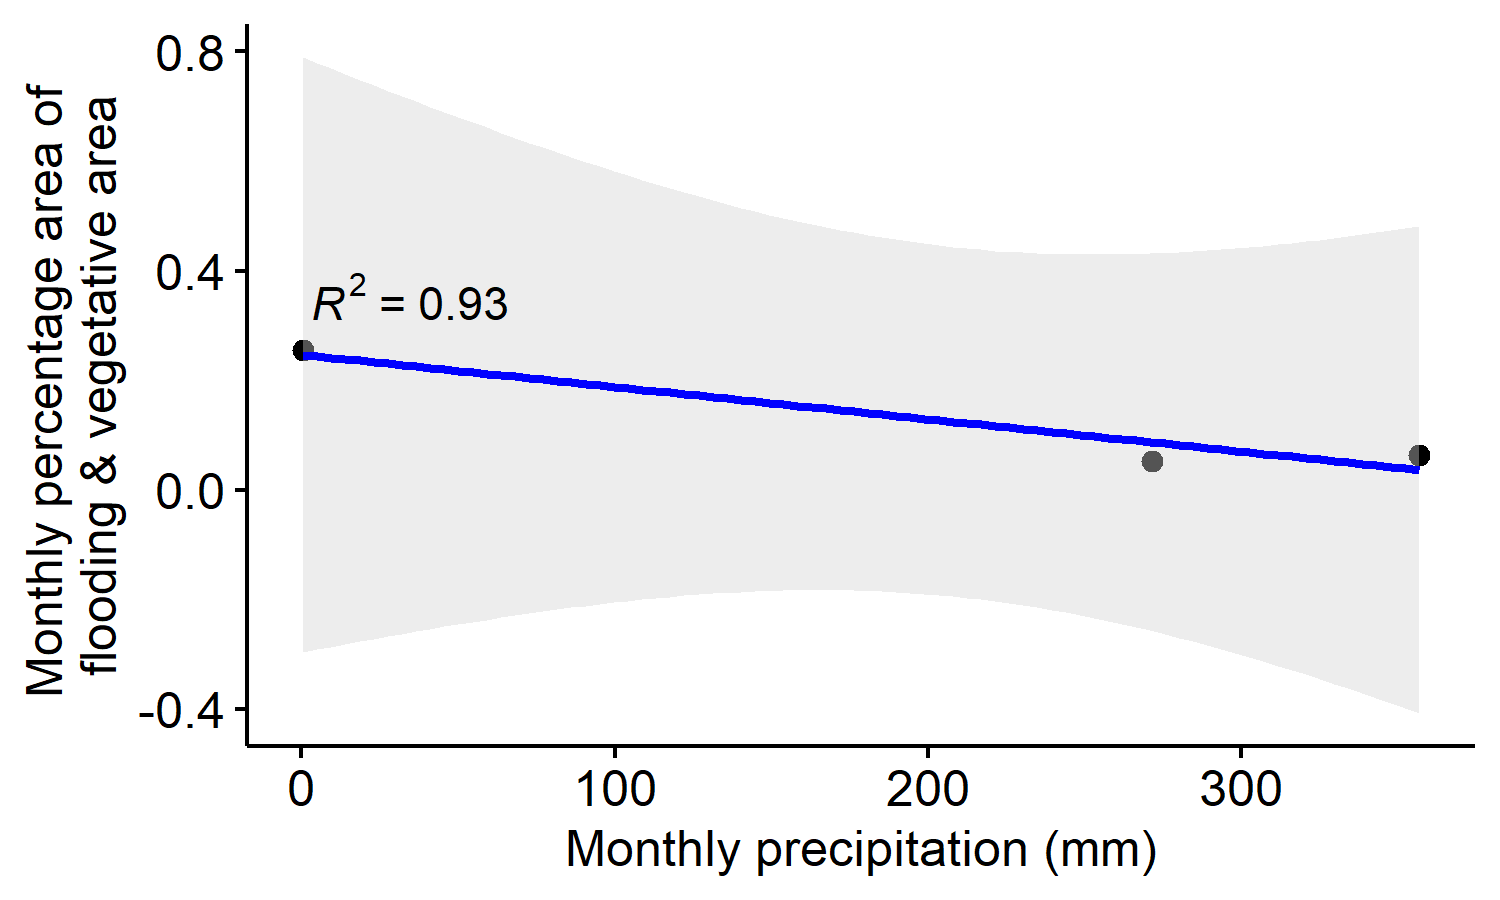 Monthly percentage area of
flooding & vegetative area
0.8
0.4
0.0
-0.4
R² = 0.93
0 100 200 300
Monthly precipitation (mm)